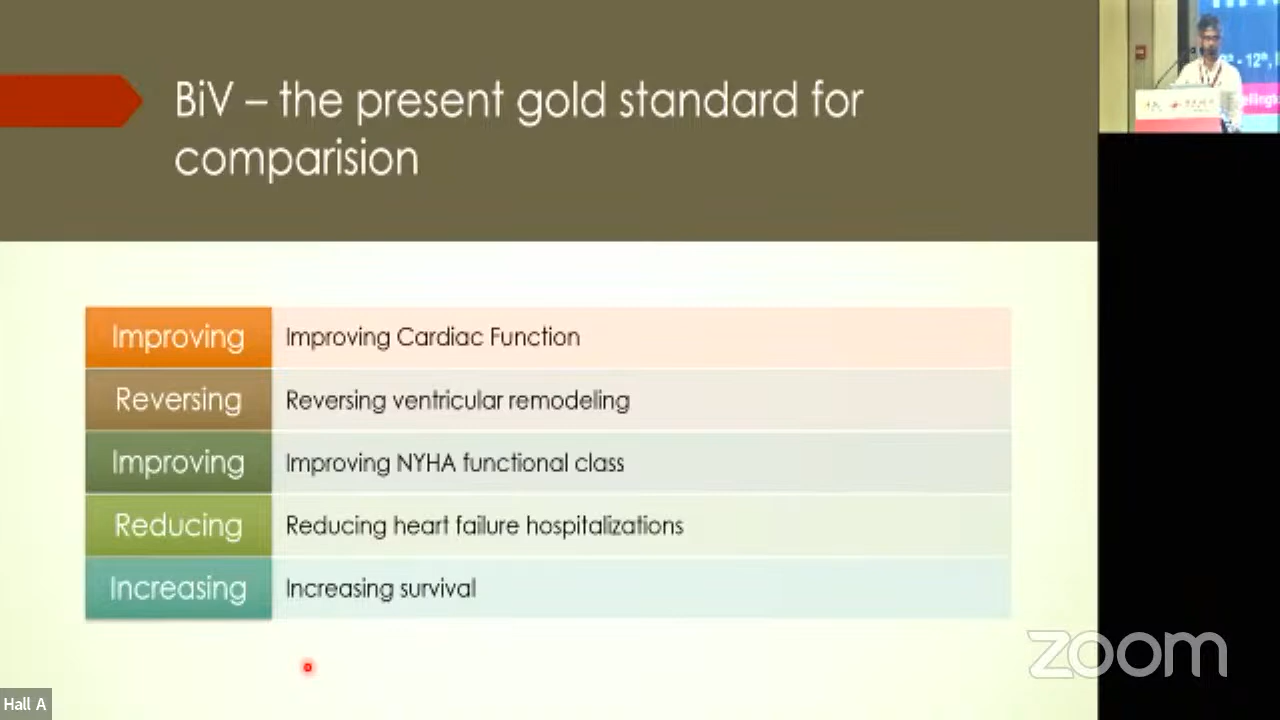 BiV – the present gold standard for
comparision
Improving
Improving Cardiac Function
Reversing
Reversing ventricular remodeling
Improving
Improving NYHA functional class
Reducing
Reducing heart failure hospitalizations
Increasing
Increasing survival
zoom
Hall A